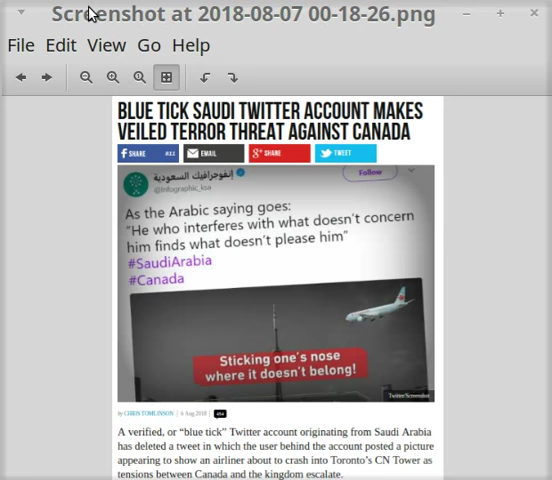 Screenshot at 2018-08-07 00-18-26.png
File Edit View Go Help
BLUE TICK SAUDI TWITTER ACCOUNT MAKES
VEILED TERROR THREAT AGAINST CANADA
SHARE 833 EMAIL SHARE TWEET
إنفوجرافيك السعودية
@Infographic_ksa
Follow
As the Arabic saying goes:
"He who interferes with what doesn't concern
him finds what doesn't please him"
#SaudiArabia
#Canada
Sticking one's nose
where it doesn't belong!
Twitter/Screenshot
by CHRIS TOMLINSON | 6 Aug 2018 | 494
A verified, or “blue tick” Twitter account originating from Saudi Arabia
has deleted a tweet in which the user behind the account posted a picture
appearing to show an airliner about to crash into Toronto's CN Tower as
tensions between Canada and the kingdom escalate.